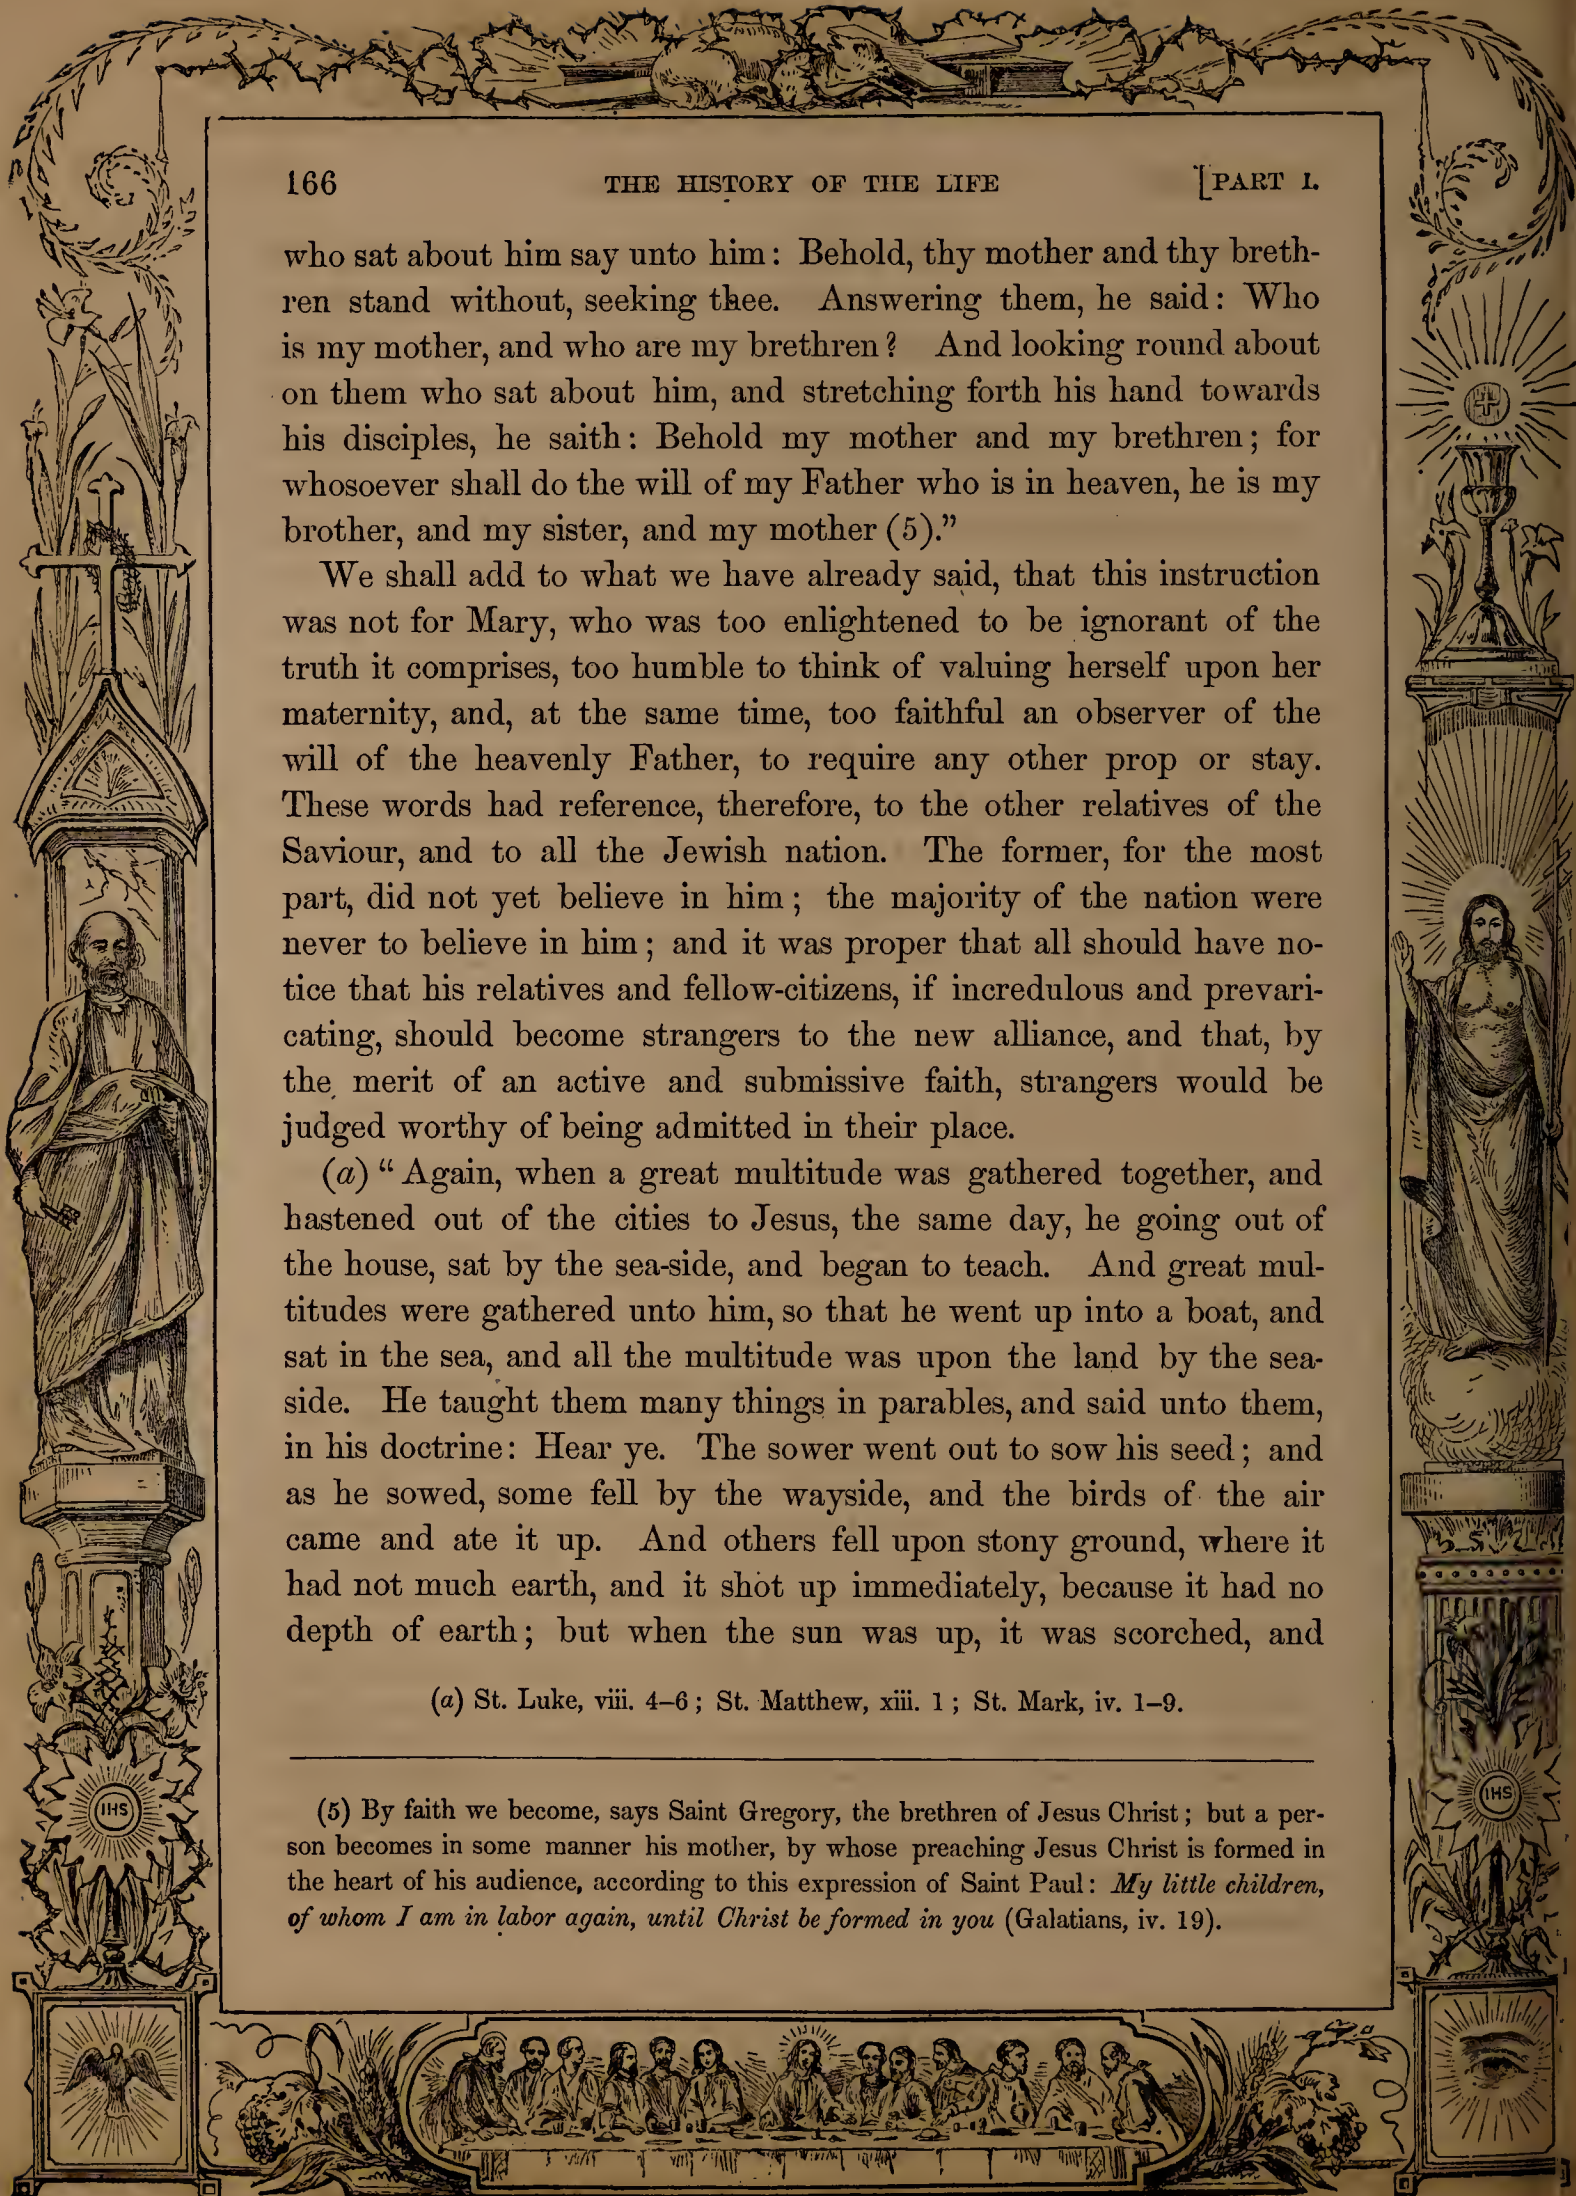 166 THE HISTORY OF THE LIFE [PART I.
who sat about him say unto him: Behold, thy mother and thy breth-
ren stand without, seeking thee. Answering them, he said: Who
is my mother, and who are my brethren? And looking round about
on them who sat about him, and stretching forth his hand towards
his disciples, he saith: Behold my mother and my brethren; for
whosoever shall do the will of my Father who is in heaven, he is my
brother, and my sister, and my mother (5)."
We shall add to what we have already said, that this instruction
was not for Mary, who was too enlightened to be ignorant of the
truth it comprises, too humble to think of valuing herself upon her
maternity, and, at the same time, too faithful an observer of the
will of the heavenly Father, to require any other prop or stay.
These words had reference, therefore, to the other relatives of the
Saviour, and to all the Jewish nation. The former, for the most
part, did not yet believe in him; the majority of the nation were
never to believe in him; and it was proper that all should have no-
tice that his relatives and fellow-citizens, if incredulous and prevari-
cating, should become strangers to the new alliance, and that, by
the merit of an active and submissive faith, strangers would be
judged worthy of being admitted in their place.
(a) "Again, when a great multitude was gathered together, and
hastened out of the cities to Jesus, the same day, he going out of
the house, sat by the sea-side, and began to teach. And great mul-
titudes were gathered unto him, so that he went up into a boat, and
sat in the sea, and all the multitude was upon the land by the sea-
side. He taught them many things in parables, and said unto them,
in his doctrine: Hear ye. The sower went out to sow his seed; and
as he sowed, some fell by the wayside, and the birds of the air
came and ate it up. And others fell upon stony ground, where it
had not much earth, and it shot up immediately, because it had no
depth of earth; but when the sun was up, it was scorched, and
(a) St. Luke, viii. 4–6; St. Matthew, xiii. 1; St. Mark, iv. 1–9.
(5) By faith we become, says Saint Gregory, the brethren of Jesus Christ; but a per-
son becomes in some manner his mother, by whose preaching Jesus Christ is formed in
the heart of his audience, according to this expression of Saint Paul: My little children,
of whom I am in labor again, until Christ be formed in you (Galatians, iv. 19).
IHS
IHS